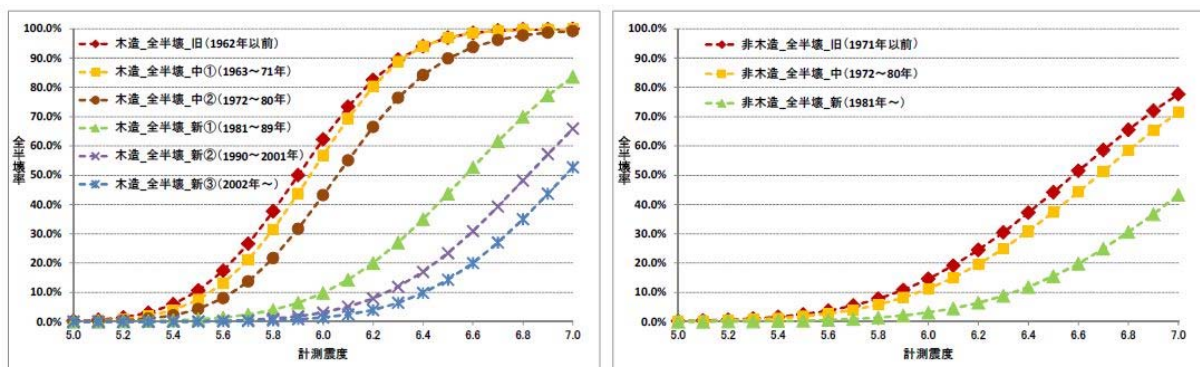 100.0%
90.0%
80.0%
70.0%
60.0%
50.0%
40.0%
30.0%
20.0%
10.0%
0.0%
全半壊率
木造_全半壊_旧(1962年以前)
木造_全半壊_中①(1963～71年)
木造_全半壊_中②(1972～80年)
木造_全半壊_新①(1981～89年)
木造_全半壊_新②(1990～2001年)
木造_全半壊_新③(2002年～)
5.0 5.2 5.4 5.6 5.8 6.0 6.2 6.4 6.6 6.8 7.0
計測震度
100.0%
90.0%
80.0%
70.0%
60.0%
50.0%
40.0%
30.0%
20.0%
10.0%
0.0%
全半壊率
非木造_全半壊_旧(1971年以前)
非木造_全半壊_中(1972～80年)
非木造_全半壊_新(1981年～)
5.0 5.2 5.4 5.6 5.8 6.0 6.2 6.4 6.6 6.8 7.0
計測震度